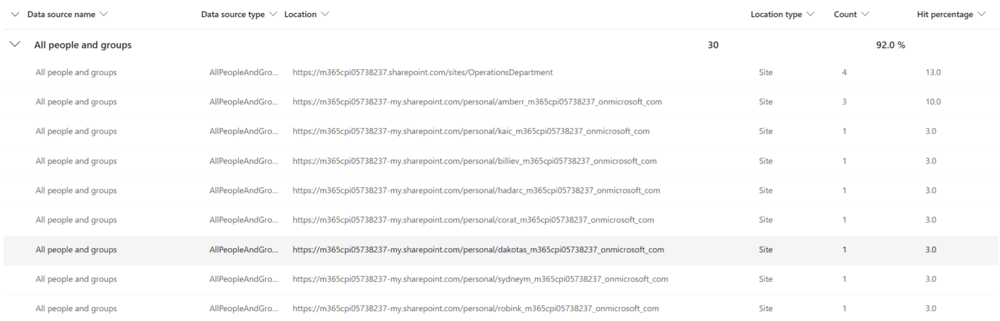 Data source name Data source type Location Location type Count Hit percentage
All people and groups 30 92.0 %
All people and groups AllPeopleAndGro... https://m365cpi05738237.sharepoint.com/sites/OperationsDepartment Site 4 13.0
All people and groups AllPeopleAndGro... https://m365cpi05738237-my.sharepoint.com/personal/amberr_m365cpi05738237_onmicrosoft_com Site 3 10.0
All people and groups AllPeopleAndGro... https://m365cpi05738237-my.sharepoint.com/personal/kaic_m365cpi05738237_onmicrosoft_com Site 1 3.0
All people and groups AllPeopleAndGro... https://m365cpi05738237-my.sharepoint.com/personal/billiev_m365cpi05738237_onmicrosoft_com Site 1 3.0
All people and groups AllPeopleAndGro... https://m365cpi05738237-my.sharepoint.com/personal/hadarc_m365cpi05738237_onmicrosoft_com Site 1 3.0
All people and groups AllPeopleAndGro... https://m365cpi05738237-my.sharepoint.com/personal/corat_m365cpi05738237_onmicrosoft_com Site 1 3.0
All people and groups AllPeopleAndGro... https://m365cpi05738237-my.sharepoint.com/personal/dakotas_m365cpi05738237_onmicrosoft_com Site 1 3.0
All people and groups AllPeopleAndGro... https://m365cpi05738237-my.sharepoint.com/personal/sydneym_m365cpi05738237_onmicrosoft_com Site 1 3.0
All people and groups AllPeopleAndGro... https://m365cpi05738237-my.sharepoint.com/personal/robink_m365cpi05738237_onmicrosoft_com Site 1 3.0